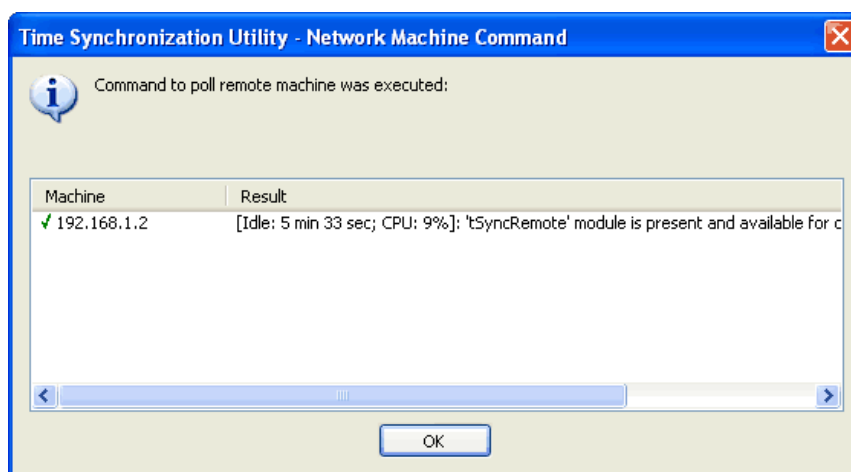 Time Synchronization Utility - Network Machine Command
Command to poll remote machine was executed:
Machine Result
192.168.1.2 [Idle: 5 min 33 sec; CPU: 9%]: 'tSyncRemote' module is present and available for c
OK